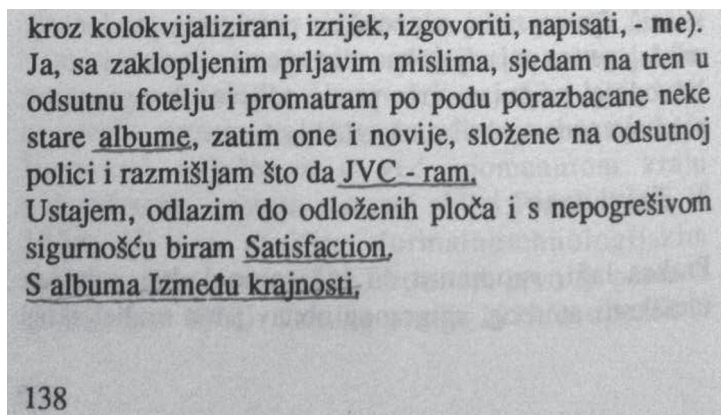 kroz kolokvijalizirani, izrijek, izgovoriti, napisati, - me).
Ja, sa zaklopljenim prljavim mislima, sjedam na tren u
odsutnu fotelju i promatram po podu porazbacane neke
stare albume, zatim one i novije, složene na odsutnoj
polici i razmišljam što da JVC - ram.
Ustajem, odlazim do odloženih ploča i s nepogrešivom
sigurnošću biram Satisfaction.
S albuma Između krajnosti.
138